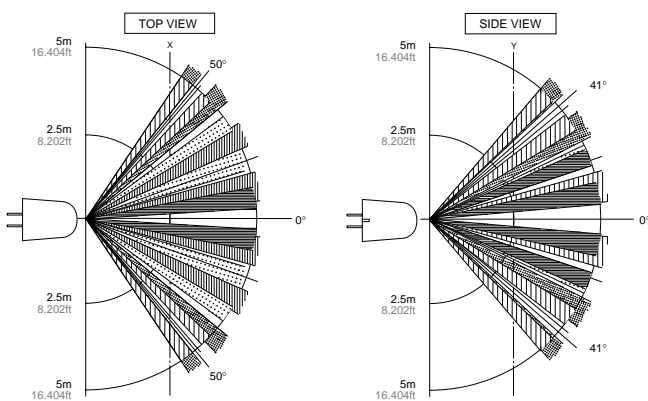 TOP VIEW
X
5m
16.404ft
50°
2.5m
8.202ft
0°
2.5m
8.202ft
50°
5m
16.404ft
SIDE VIEW
Y
5m
16.404ft
41°
2.5m
8.202ft
0°
2.5m
8.202ft
41°
5m
16.404ft